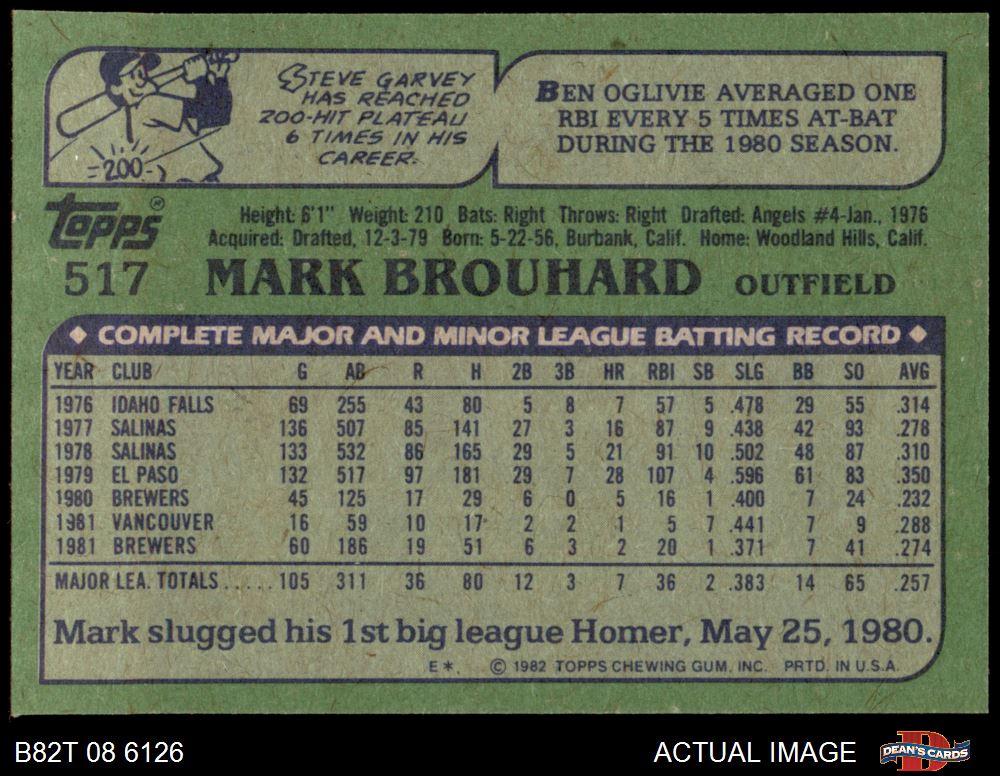 STEVE GARVEY
HAS REACHED
200-HIT PLATEAU
6 TIMES IN HIS
CAREER.
-200-
BEN OGLIVIE AVERAGED ONE
RBI EVERY 5 TIMES AT-BAT
DURING THE 1980 SEASON.
Topps®
Height: 6'1" Weight: 210 Bats: Right Throws: Right Drafted: Angels #4-Jan., 1976
Acquired: Drafted, 12-3-79 Born: 5-22-56, Burbank, Calif. Home: Woodland Hills, Calif.
517 MARK BROUHARD OUTFIELD
◆ COMPLETE MAJOR AND MINOR LEAGUE BATTING RECORD ◆
YEAR CLUB G AB R H 2B 3B HR RBI SB SLG BB SO AVG
1976 IDAHO FALLS 69 255 43 80 5 8 7 57 5 .478 29 55 .314
1977 SALINAS 136 507 85 141 27 3 16 87 9 .438 42 93 .278
1978 SALINAS 133 532 86 165 29 5 21 91 10 .502 48 87 .310
1979 EL PASO 132 517 97 181 29 7 28 107 4 .596 61 83 .350
1980 BREWERS 45 125 17 29 6 0 5 16 1 .400 7 24 .232
1981 VANCOUVER 16 59 10 17 2 2 1 5 7 .441 7 9 .288
1981 BREWERS 60 186 19 51 6 3 2 20 1 .371 7 41 .274
MAJOR LEA. TOTALS.....105 311 36 80 12 3 7 36 2 .383 14 65 .257
Mark slugged his 1st big league Homer, May 25, 1980.
E*. © 1982 TOPPS CHEWING GUM, INC. PRTD. IN U.S.A.
B82T 08 6126 ACTUAL IMAGE DEAN'S CARDS